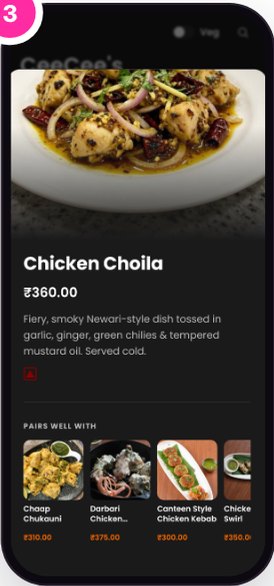 3
Veg
CeeCee's
Chicken Choila
₹360.00
Fiery, smoky Newari-style dish tossed in
garlic, ginger, green chilies & tempered
mustard oil. Served cold.
PAIRS WELL WITH
Chaap
Chukauni
₹310.00
Darbari
Chicken...
₹375.00
Canteen Style
Chicken Kebab
₹300.00
Chicke
Swirl
₹350.0